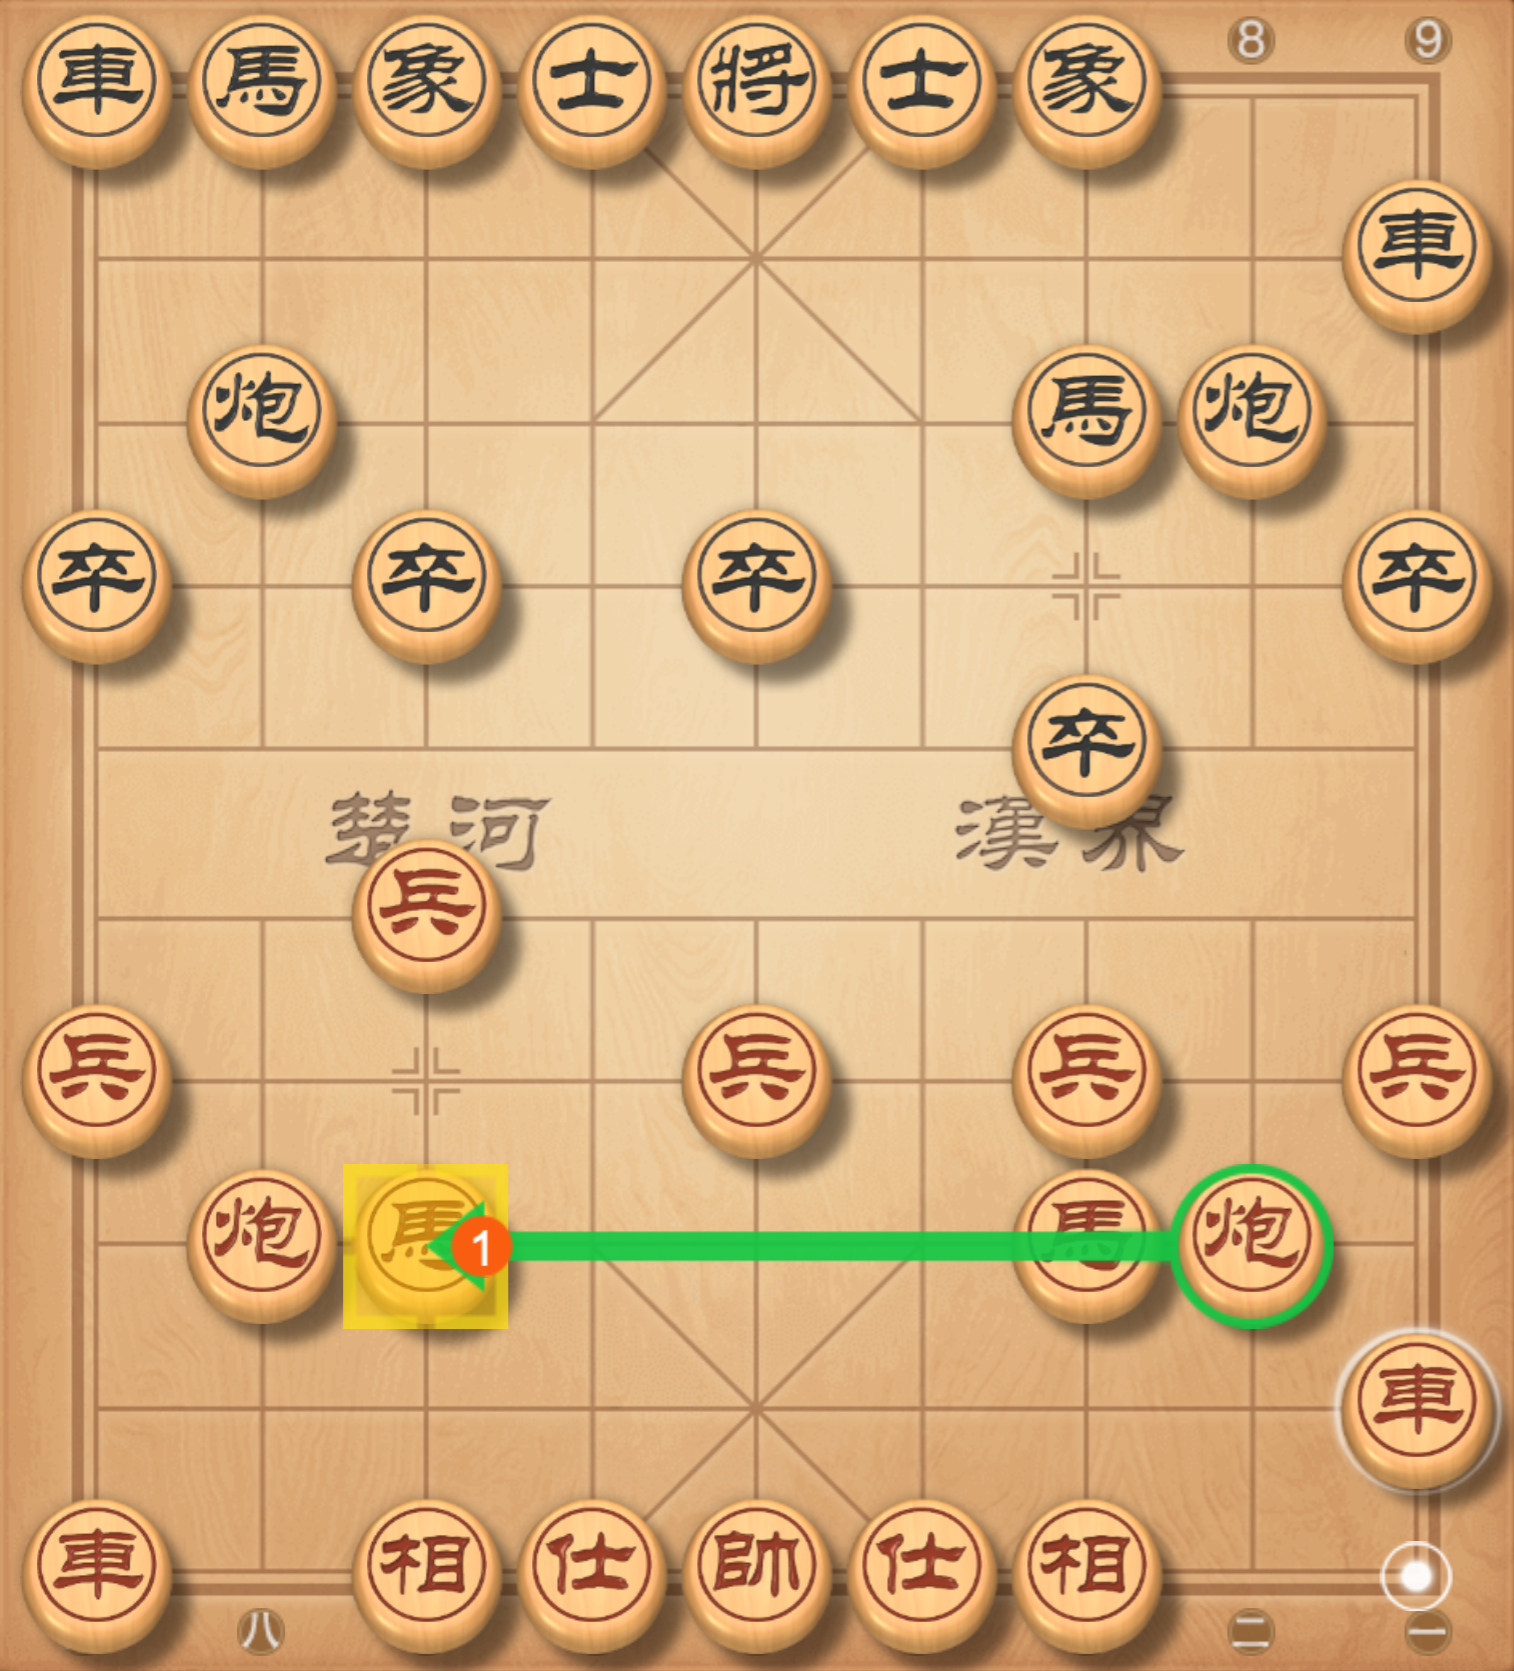 8 9
車 馬 象 士 將 士 象
車
炮 馬 炮
卒 卒 卒 卒
卒
楚 河 漢 界
兵
兵 兵 兵 兵
炮 馬 1 馬 炮
車
車 相 仕 帥 仕 相
八 二 一